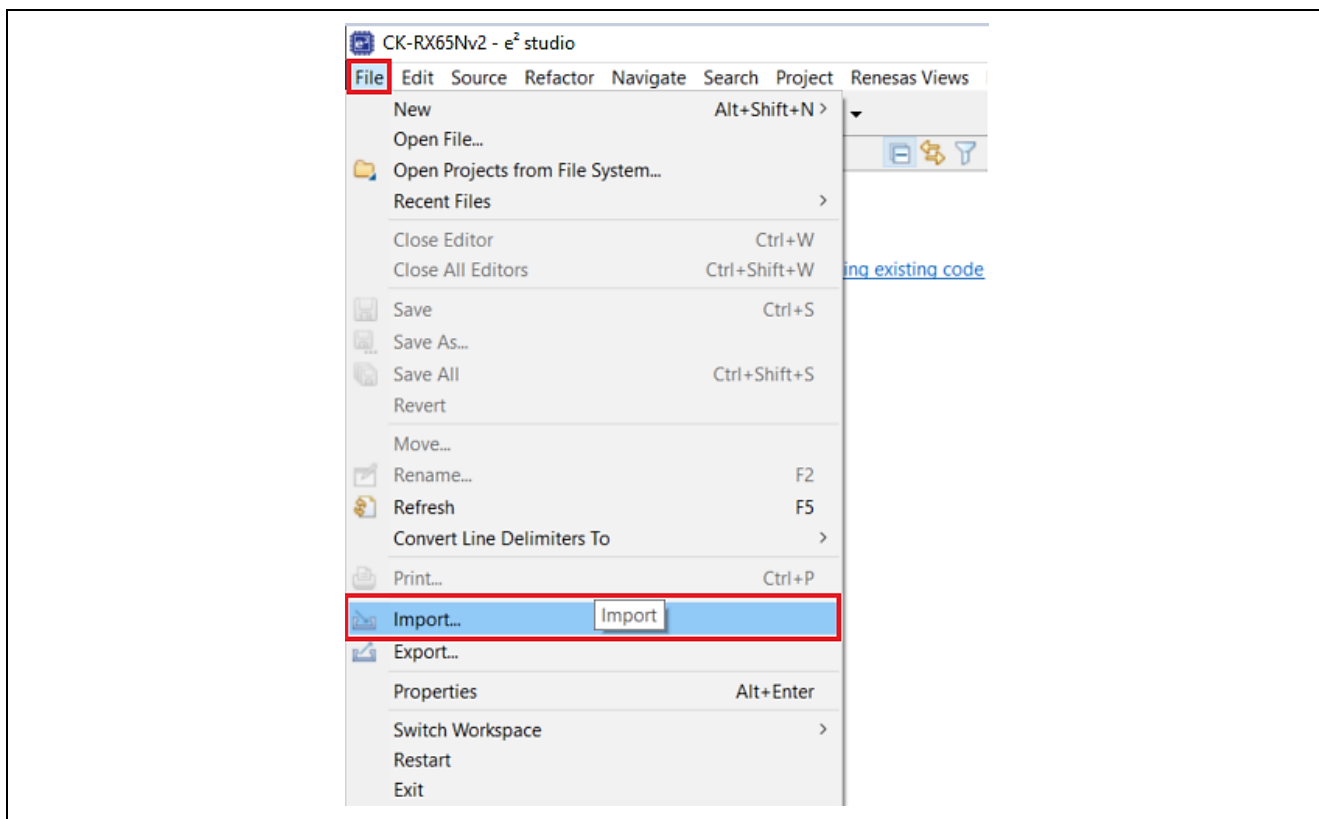 CK-RX65Nv2 - e² studio
File Edit Source Refactor Navigate Search Project Renesas Views
New Alt+Shift+N >
Open File...
Open Projects from File System...
Recent Files >
Close Editor Ctrl+W
Close All Editors Ctrl+Shift+W
ing existing code
Save Ctrl+S
Save As...
Save All Ctrl+Shift+S
Revert
Move...
Rename... F2
Refresh F5
Convert Line Delimiters To >
Print... Ctrl+P
Import... Import
Export...
Properties Alt+Enter
Switch Workspace >
Restart
Exit